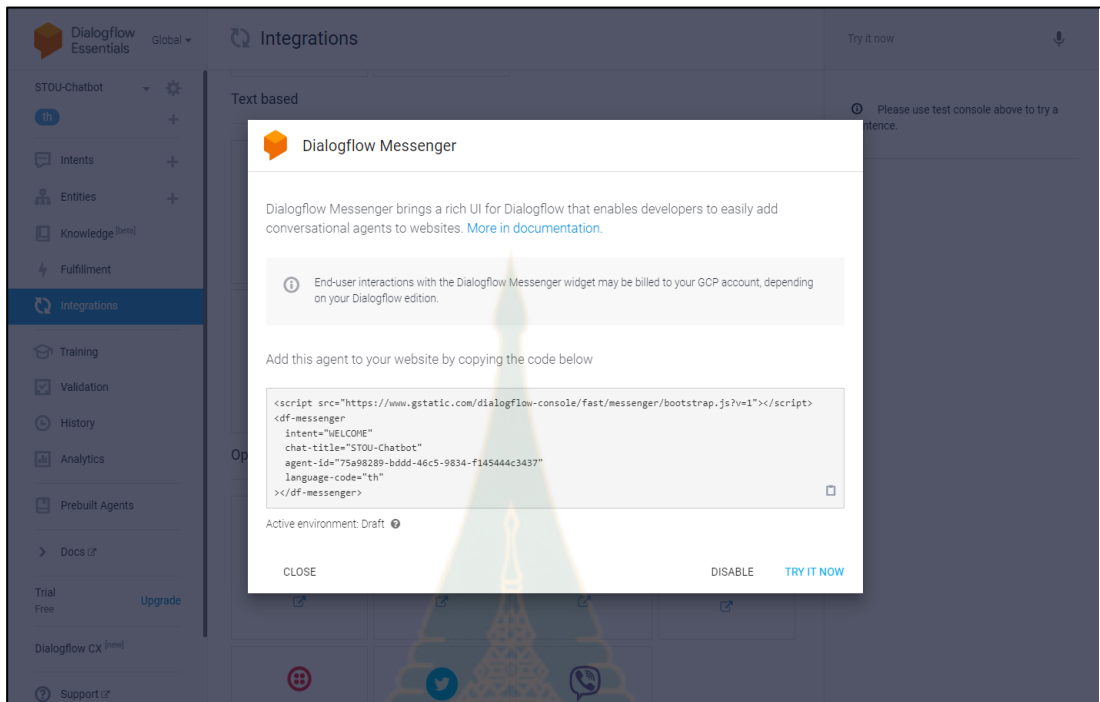 Dialogflow
Essentials
Global
Integrations
Try it now
STOU-Chatbot
th
Text based
Please use test console above to try a
ntence.
Intents
Entities
Knowledge [beta]
Fulfillment
Integrations
Training
Validation
History
Analytics
Op
Prebuilt Agents
Docs
Trial
Free
Upgrade
Dialogflow CX [new]
Support
Dialogflow Messenger
Dialogflow Messenger brings a rich UI for Dialogflow that enables developers to easily add
conversational agents to websites. More in documentation.
End-user interactions with the Dialogflow Messenger widget may be billed to your GCP account, depending
on your Dialogflow edition.
Add this agent to your website by copying the code below
<script src="https://www.gstatic.com/dialogflow-console/fast/messenger/bootstrap.js?v=1"></script>
<df-messenger
intent="WELCOME"
chat-title="STOU-Chatbot"
agent-id="75a98289-bddd-46c5-9834-f145444c3437"
language-code="th"
></df-messenger>
Active environment: Draft
CLOSE
DISABLE
TRY IT NOW